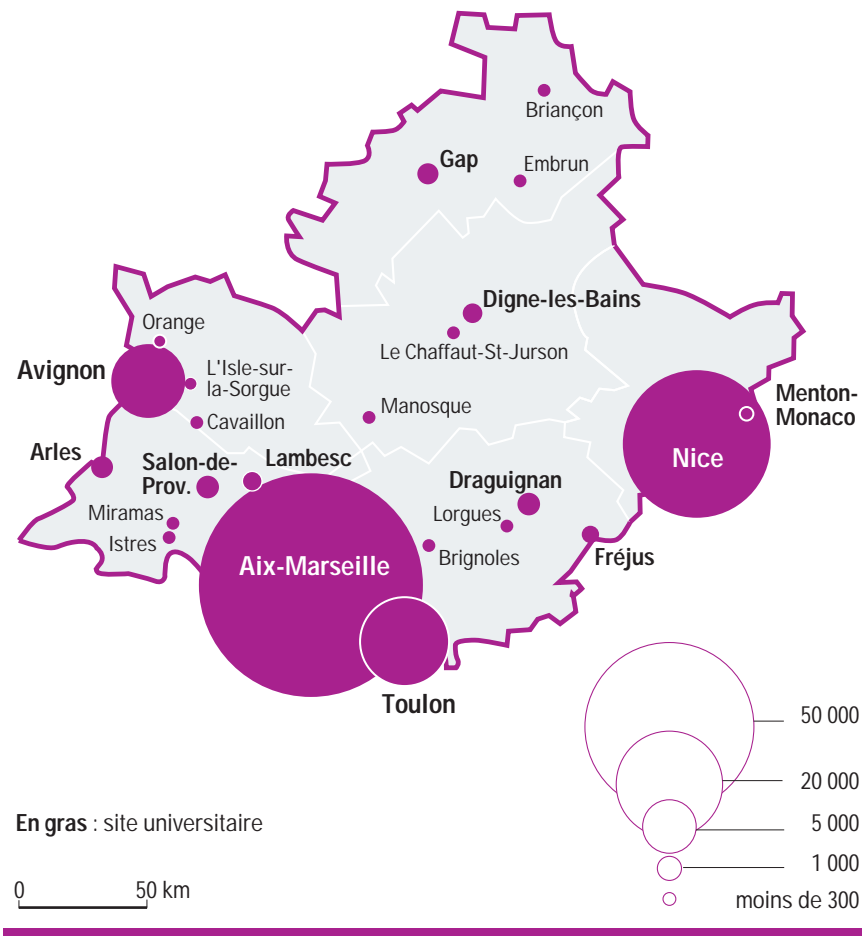 Briançon
Gap
Embrun
Digne-les-Bains
Orange
Le Chaffaut-St-Jurson
Avignon
L'Isle-sur-
la-Sorgue
Menton-
Monaco
Manosque
Cavaillon
Arles
Salon-de-
Prov.
Lambesc
Nice
Draguignan
Miramas
Lorgues
Istres
Brignoles
Fréjus
Aix-Marseille
Toulon
50 000
20 000
5 000
1 000
moins de 300
En gras : site universitaire
0 50 km